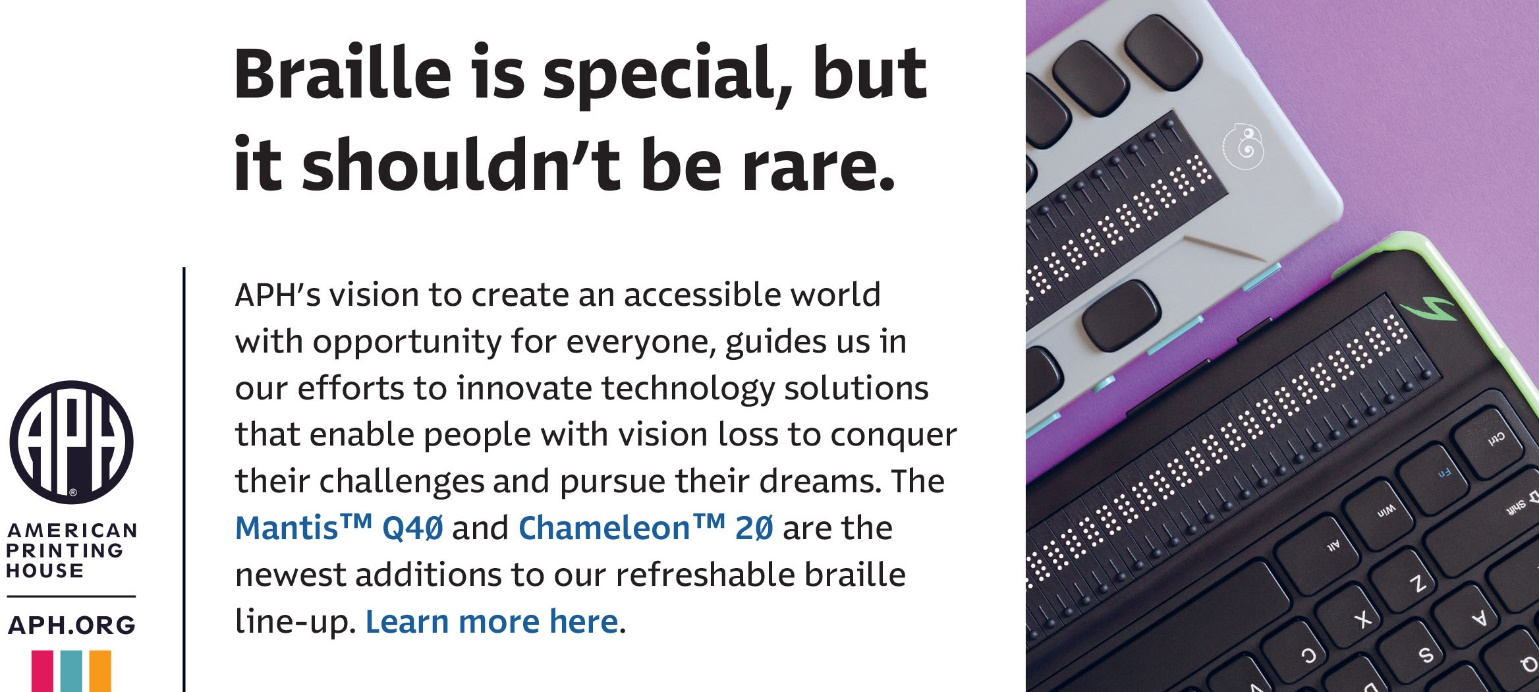 Braille is special, but
it shouldn't be rare.
APH's vision to create an accessible world
with opportunity for everyone, guides us in
our efforts to innovate technology solutions
that enable people with vision loss to conquer
their challenges and pursue their dreams. The
Mantis™ Q40 and Chameleon™ 20 are the
newest additions to our refreshable braille
line-up. Learn more here.
APH®
AMERICAN
PRINTING
HOUSE
APH.ORG
Ctrl
Fn
Win
Alt
Shift
Z
X
C
V
A
S
D
Q